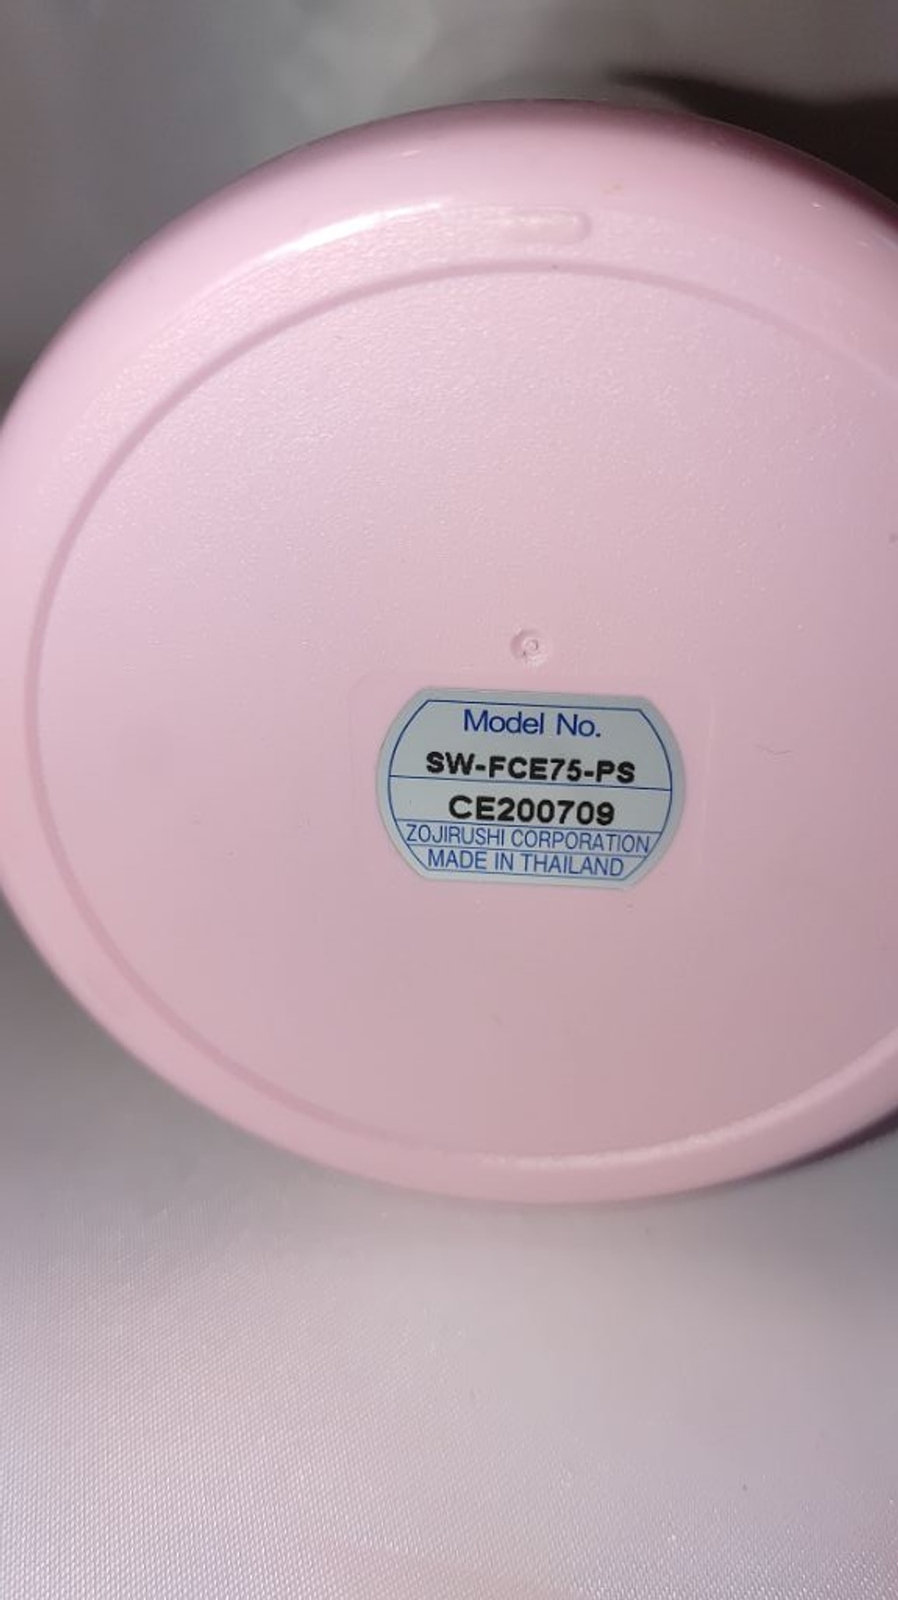 Model No.
SW-FCE75-PS
CE200709
ZOJIRUSHI CORPORATION
MADE IN THAILAND